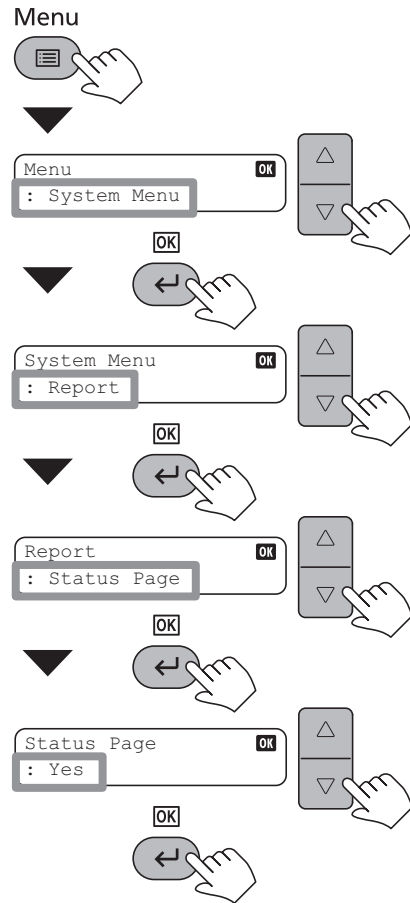 Menu
Menu OK
: System Menu
OK
System Menu OK
: Report
OK
Report OK
: Status Page
OK
Status Page OK
: Yes
OK